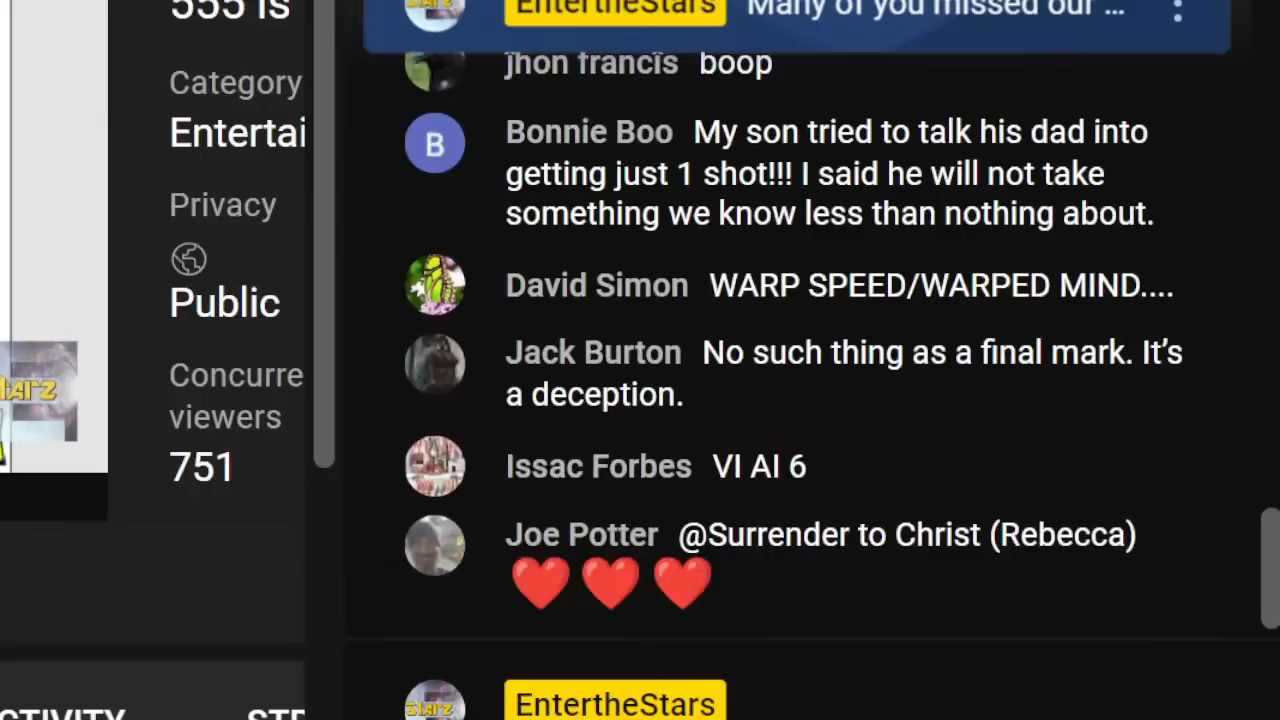 555 is
Category
Entertai
Privacy
Public
Concurre
viewers
751
CTIVITY
EntertheStars Many of you missed our ...
jhon francis boop
B
Bonnie Boo My son tried to talk his dad into
getting just 1 shot!!! I said he will not take
something we know less than nothing about.
David Simon WARP SPEED/WARPED MIND....
Jack Burton No such thing as a final mark. It's
a deception.
Issac Forbes VI AI 6
Joe Potter @Surrender to Christ (Rebecca)
❤️❤️❤️
EntertheStars